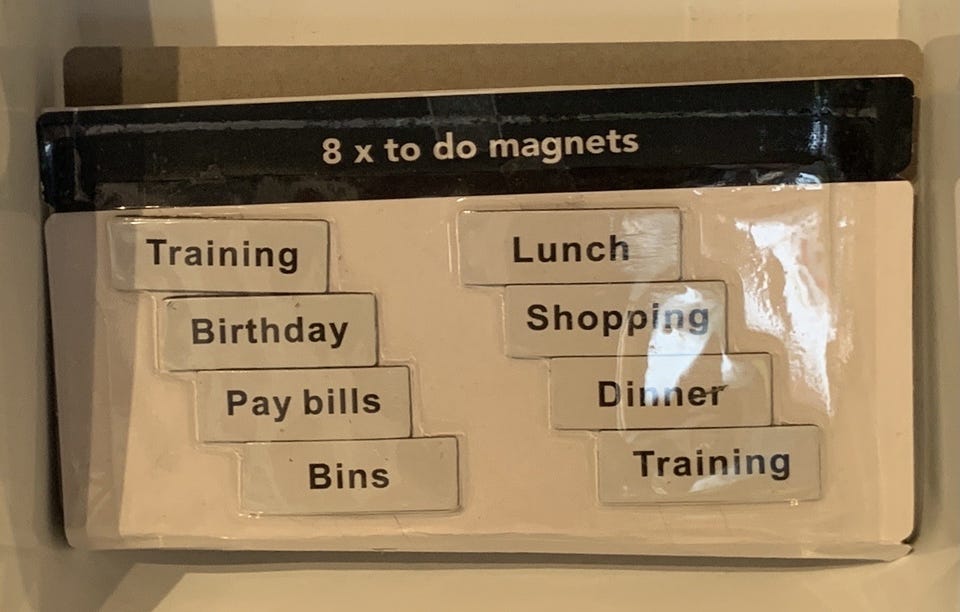 8 x to do magnets
Training
Birthday
Pay bills
Bins
Lunch
Shopping
Dinner
Training